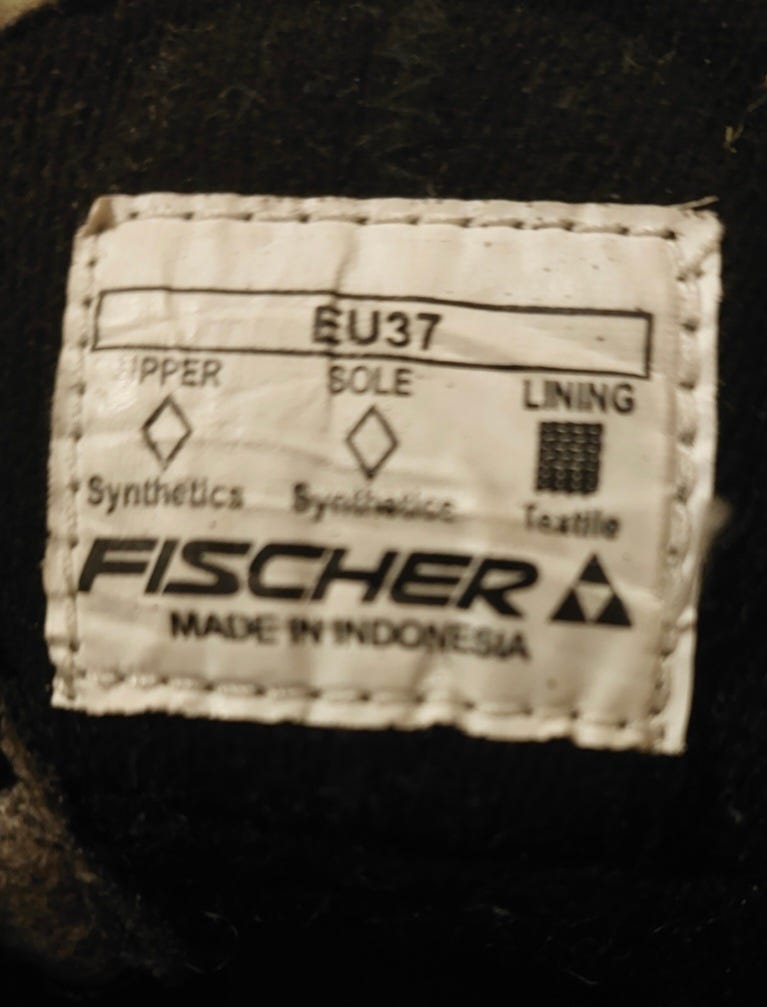 EU37
UPPER SOLE LINING
Synthetics Synthetics Textile
FISCHER
MADE IN INDONESIA